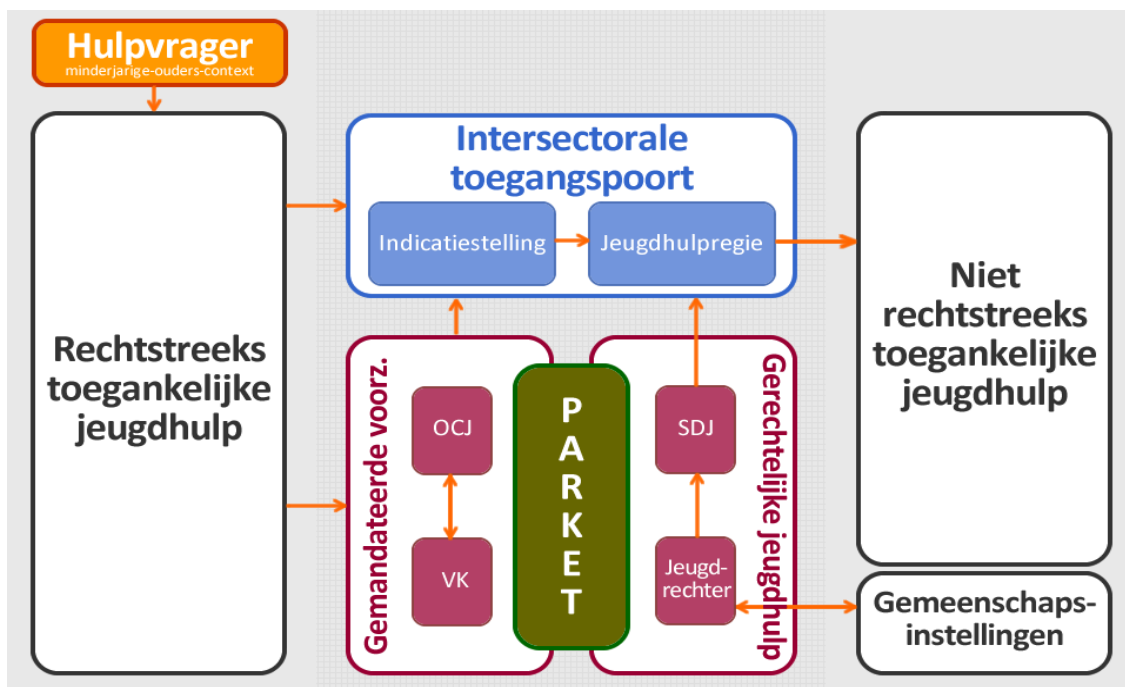 Hulpvrager
minderjarige-ouders-context
Rechtstreeks
toegankelijke
jeugdhulp
Intersectorale
toegangspoort
Indicatiestelling
Jeugdhulpregie
Gemandateerde voorz.
OCJ
VK
PARKET
Gerechtelijke jeugdhulp
SDJ
Jeugd-
rechter
Niet
rechtstreeks
toegankelijke
jeugdhulp
Gemeenschaps-
instellingen